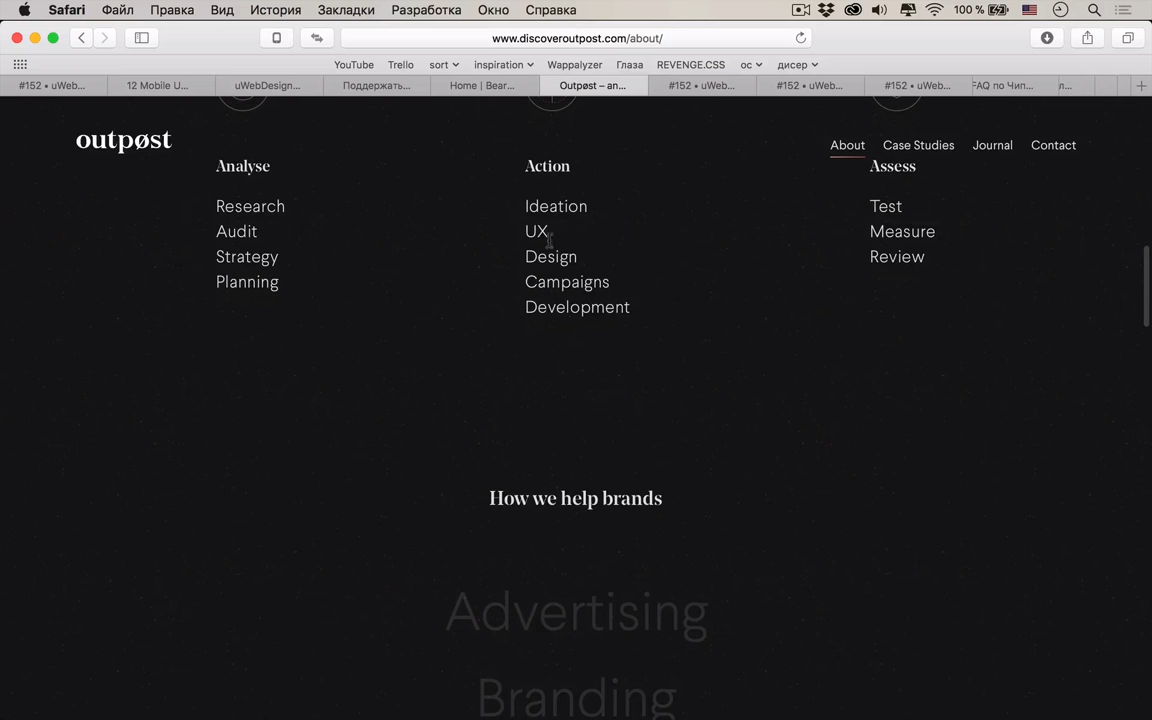 Safari Файл Правка Вид История Закладки Разработка Окно Справка 100 %
www.discoveroutpost.com/about/
YouTube Trello sort inspiration Wappalyzer Глаза REVENGE.CSS ос дисер
#152 • uWeb... 12 Mobile U... uWebDesign... Поддержать... Home | Bear... Outpøst – an... #152 • uWeb... #152 • uWeb... #152 • uWeb... FAQ по Чип... л...
outpøst
About Case Studies Journal Contact
Analyse Action Assess
Research Ideation Test
Audit UX Measure
Strategy Design Review
Planning Campaigns
Development
How we help brands
Advertising
Branding